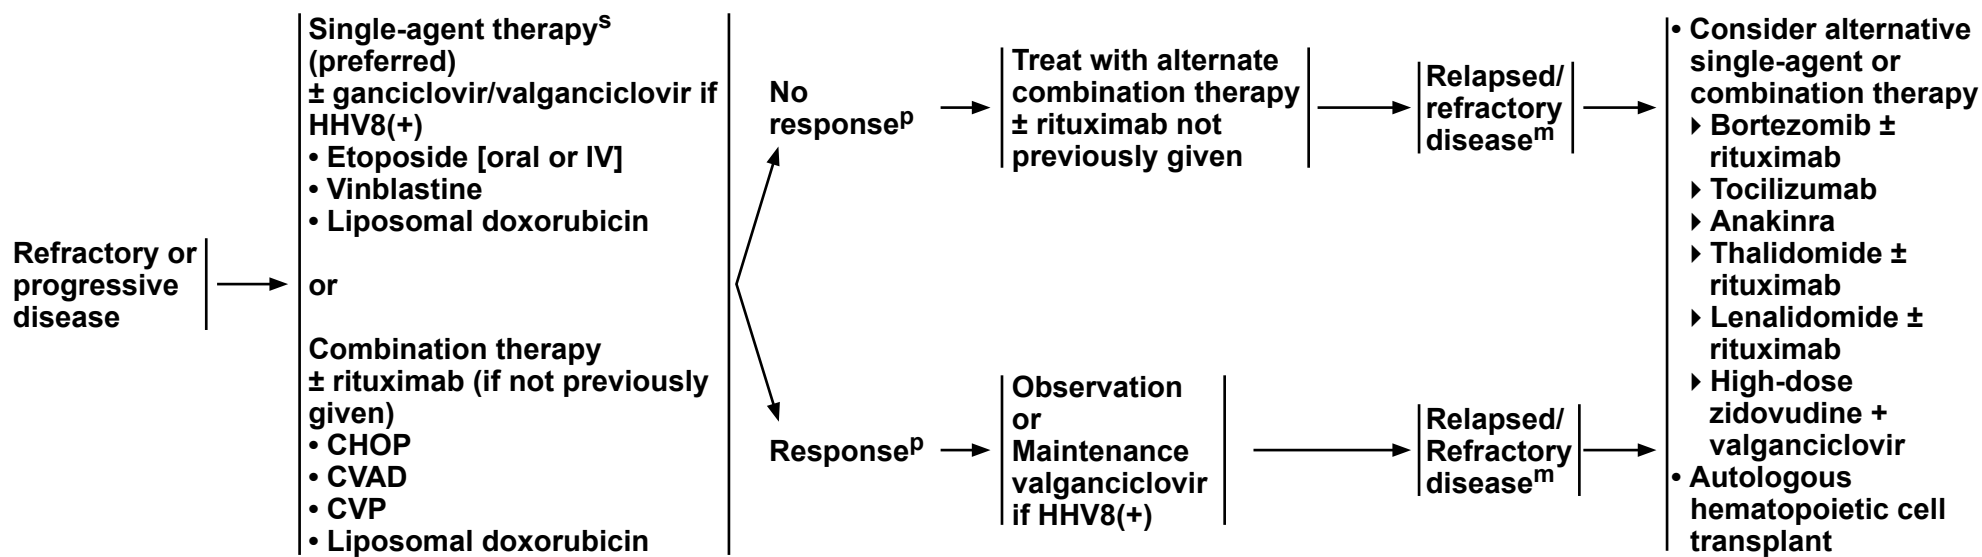 Refractory or
progressive
disease
Single-agent therapyˢ
(preferred)
± ganciclovir/valganciclovir if
HHV8(+)
• Etoposide [oral or IV]
• Vinblastine
• Liposomal doxorubicin
or
Combination therapy
± rituximab (if not previously
given)
• CHOP
• CVAD
• CVP
• Liposomal doxorubicin
No
responseᵖ
Treat with alternate
combination therapy
± rituximab not
previously given
Relapsed/
refractory
diseaseᵐ
Responseᵖ
Observation
or
Maintenance
valganciclovir
if HHV8(+)
Relapsed/
Refractory
diseaseᵐ
• Consider alternative
single-agent or
combination therapy
▸ Bortezomib ±
rituximab
▸ Tocilizumab
▸ Anakinra
▸ Thalidomide ±
rituximab
▸ Lenalidomide ±
rituximab
▸ High-dose
zidovudine +
valganciclovir
• Autologous
hematopoietic cell
transplant